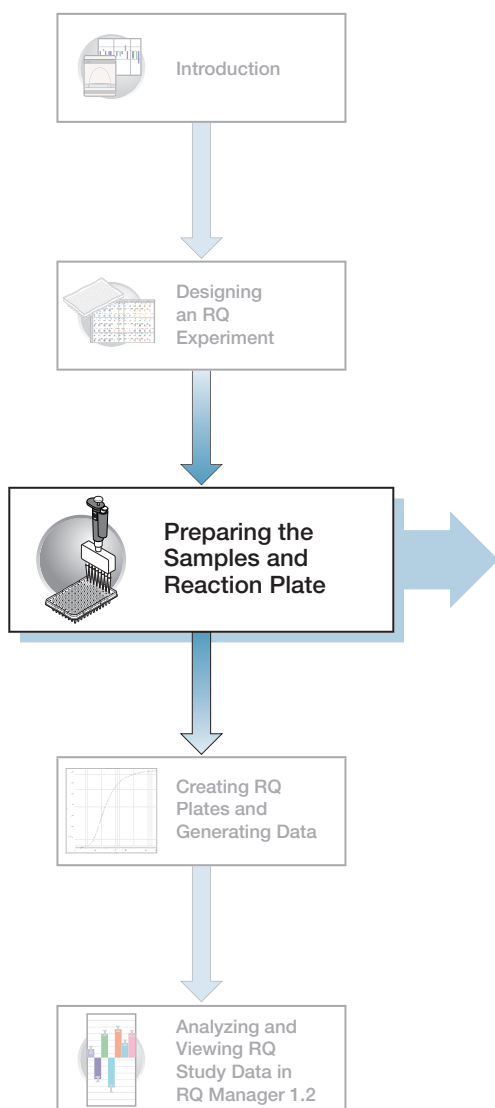 Introduction
Designing
an RQ
Experiment
Preparing the
Samples and
Reaction Plate
Creating RQ
Plates and
Generating Data
Analyzing and
Viewing RQ
Study Data in
RQ Manager 1.2